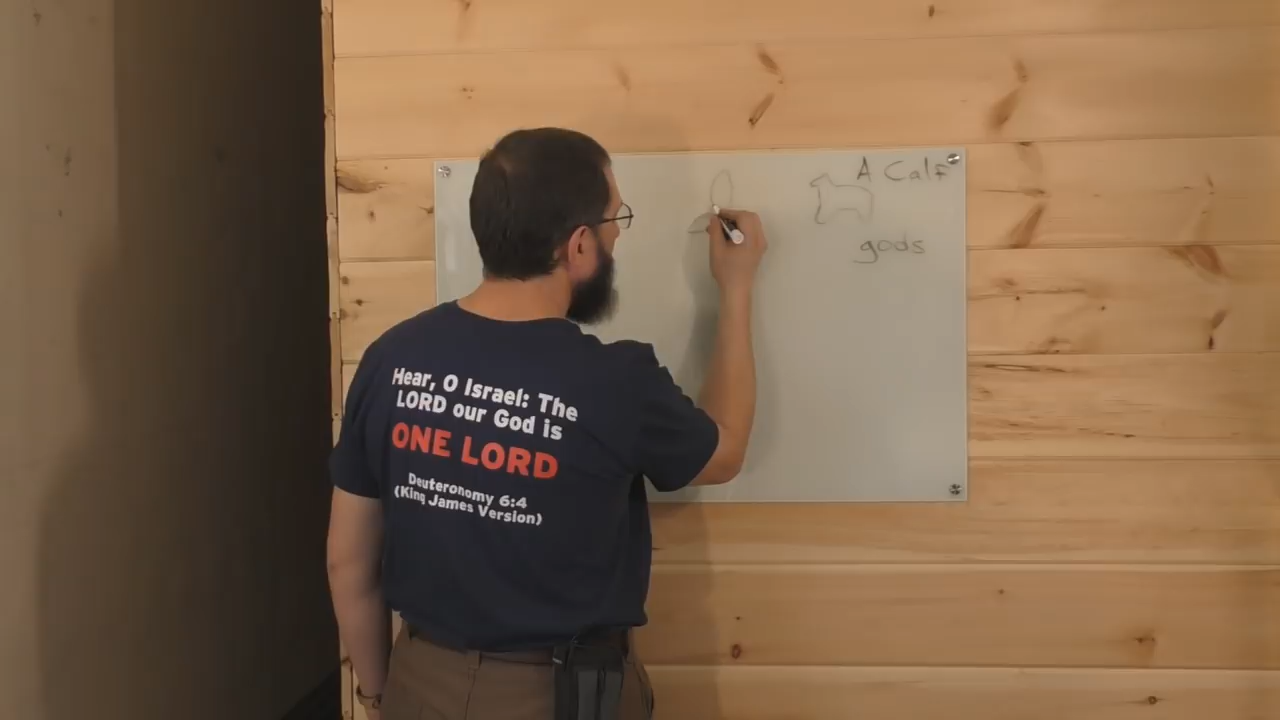 A Calf
gods
Hear, O Israel: The
LORD our God is
ONE LORD
Deuteronomy 6:4
(King James Version)